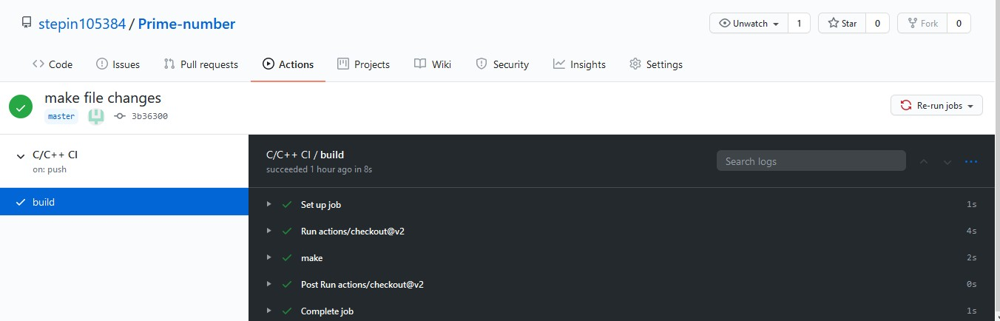 stepin105384 / Prime-number
Unwatch 1 Star 0 Fork 0
Code Issues Pull requests Actions Projects Wiki Security Insights Settings
make file changes
master 3b36300
Re-run jobs
C/C++ CI
on: push
build
C/C++ CI / build
succeeded 1 hour ago in 8s
Search logs
Set up job 1s
Run actions/checkout@v2 4s
make 2s
Post Run actions/checkout@v2 0s
Complete job 1s